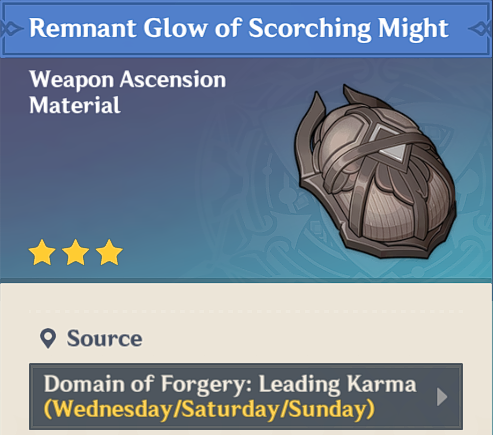 Remnant Glow of Scorching Might
Weapon Ascension
Material
Source
Domain of Forgery: Leading Karma
(Wednesday/Saturday/Sunday)